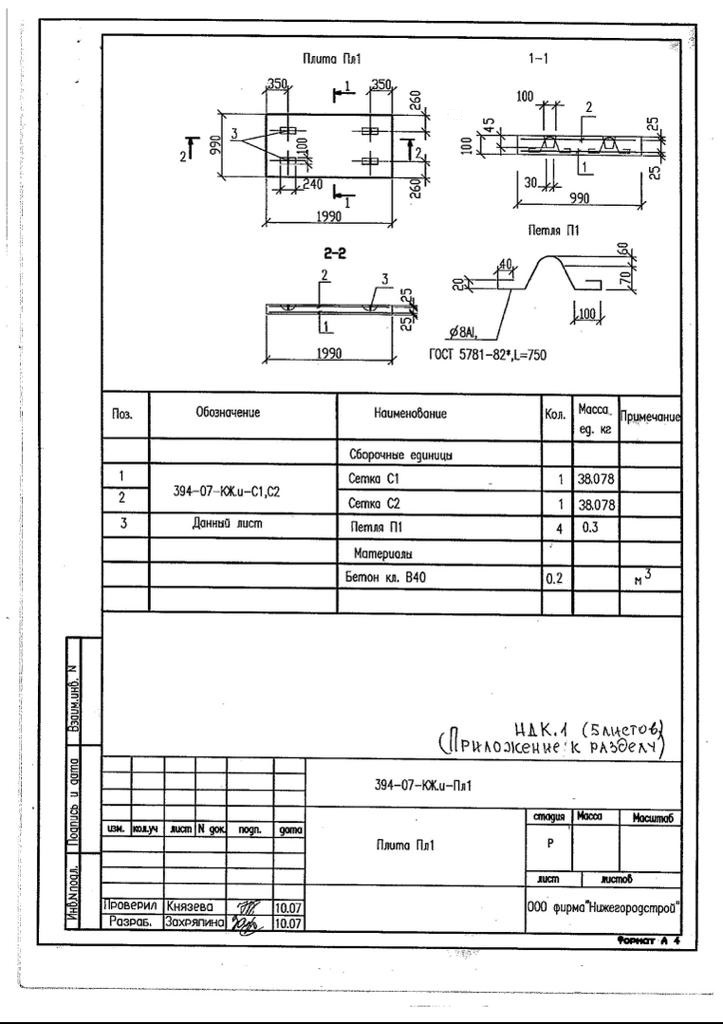 Плита Пл1
1-1
350
1
350
260
100
2
45
100
25
25
990
2
3
100
2
240
1
260
1990
30
1
990
Петля П1
2-2
2
3
25
25
1
1990
40
20
60
70
100
⌀8АI,
ГОСТ 5781-82*,L=750
Поз. Обозначение Наименование Кол. Масса ед. кг Примечание
Сборочные единицы
1 394-07-КЖ.и-С1,С2 Сетка С1 1 38.078
2 Сетка С2 1 38.078
3 Данный лист Петля П1 4 0.3
Материалы
Бетон кл. В40 0.2 м3
НДК.1 (5листов)
(Приложение к разделу)
394-07-КЖ.и-Пл1
изм. кол.уч лист N док. подп. дата
Плита Пл1
стадия Масса Масштаб
Р
лист листов
Проверил Князева 10.07
Разраб. Захряпина 10.07
ООО фирма"Нижегородстрой"
Взаим.инв. N
Подпись и дата
Инв.Nподл.
Формат А 4